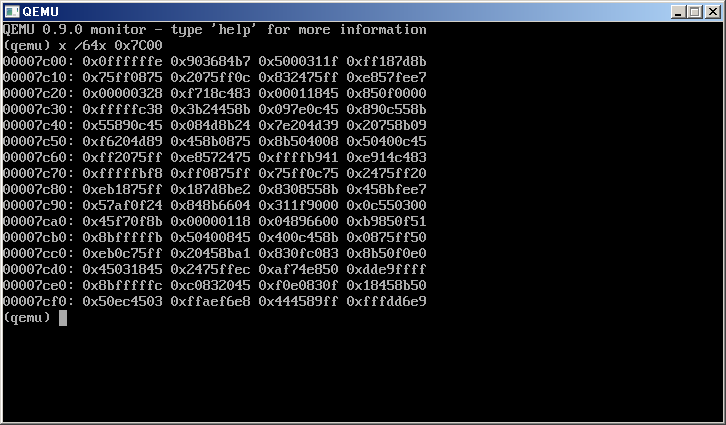 QEMU
QEMU 0.9.0 monitor - type 'help' for more information
(qemu) x /64x 0x7C00
00007c00: 0x0ffffffe 0x903684b7 0x5000311f 0xff187d8b
00007c10: 0x75ff0875 0x2075ff0c 0x832475ff 0xe857fee7
00007c20: 0x00000328 0xf718c483 0x00011845 0x850f0000
00007c30: 0xfffffc38 0x3b24458b 0x097e0c45 0x890c558b
00007c40: 0x55890c45 0x084d8b24 0x7e204d39 0x20758b09
00007c50: 0xf6204d89 0x458b0875 0x8b504008 0x50400c45
00007c60: 0xff2075ff 0xe8572475 0xffffb941 0xe914c483
00007c70: 0xfffffbf8 0xff0875ff 0x75ff0c75 0x2475ff20
00007c80: 0xeb1875ff 0x187d8be2 0x8308558b 0x458bfee7
00007c90: 0x57af0f24 0x848b6604 0x311f9000 0x0c550300
00007ca0: 0x45f70f8b 0x00000118 0x04896600 0xb9850f51
00007cb0: 0x8bfffffb 0x50400845 0x400c458b 0x0875ff50
00007cc0: 0xeb0c75ff 0x20458ba1 0x830fc083 0x8b50f0e0
00007cd0: 0x45031845 0x2475ffec 0xaf74e850 0xdde9ffff
00007ce0: 0x8bfffffc 0xc0832045 0xf0e0830f 0x18458b50
00007cf0: 0x50ec4503 0xffaef6e8 0x444589ff 0xfffdd6e9
(qemu)